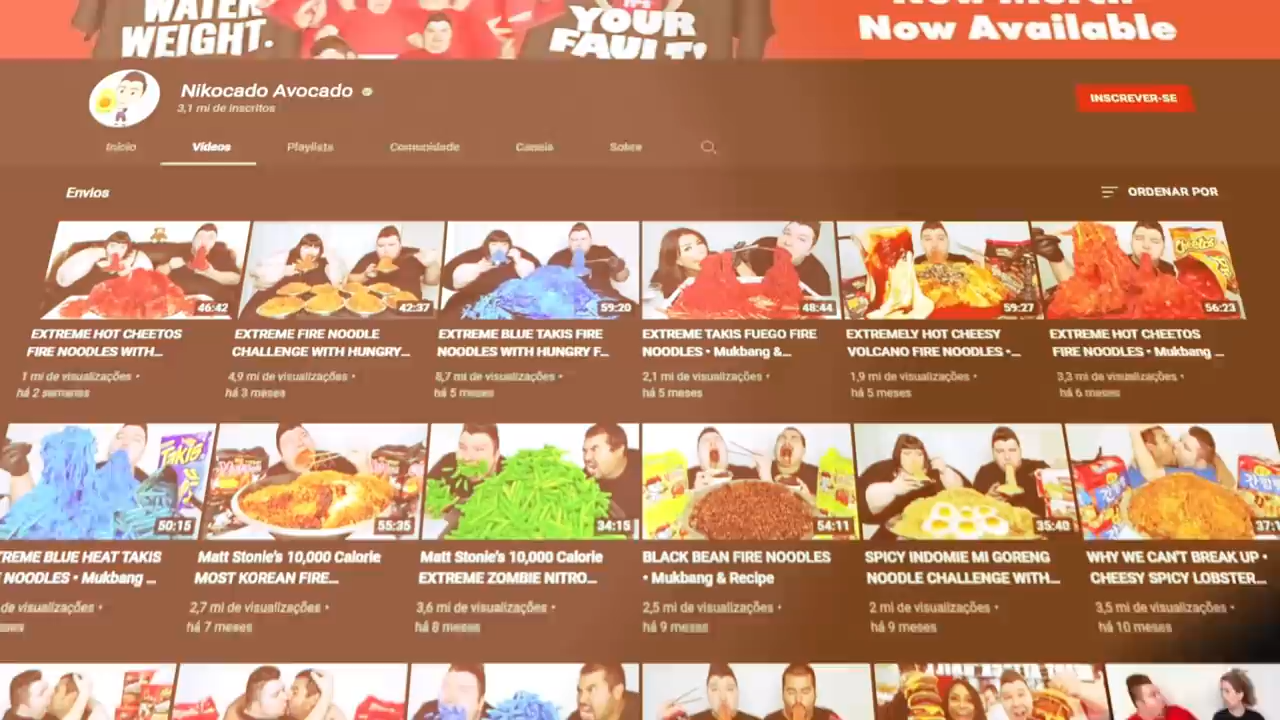 WATER
WEIGHT.
IT'S
YOUR
FAULT!
New Merch
Now Available
Nikocado Avocado
3,1 mi de inscritos
INSCREVER-SE
Início
Vídeos
Playlists
Comunidade
Canais
Sobre
Envios
ORDENAR POR
46:42
42:37
59:20
48:44
59:27
56:23
EXTREME HOT CHEETOS
FIRE NOODLES WITH...
1 mi de visualizações •
há 2 semanas
EXTREME FIRE NOODLE
CHALLENGE WITH HUNGRY...
4,9 mi de visualizações •
há 3 meses
EXTREME BLUE TAKIS FIRE
NOODLES WITH HUNGRY F...
8,7 mi de visualizações •
há 5 meses
EXTREME TAKIS FUEGO FIRE
NOODLES • Mukbang &...
2,1 mi de visualizações •
há 5 meses
EXTREMELY HOT CHEESY
VOLCANO FIRE NOODLES •...
1,9 mi de visualizações •
há 5 meses
EXTREME HOT CHEETOS
FIRE NOODLES • Mukbang ...
3,3 mi de visualizações •
há 6 meses
Cheetos
TAKIS
50:15
55:35
34:15
54:11
35:40
37:1
TREME BLUE HEAT TAKIS
NOODLES • Mukbang ...
de visualizações •
Matt Stonie's 10,000 Calorie
MOST KOREAN FIRE...
2,7 mi de visualizações •
há 7 meses
Matt Stonie's 10,000 Calorie
EXTREME ZOMBIE NITRO...
3,6 mi de visualizações •
há 8 meses
BLACK BEAN FIRE NOODLES
• Mukbang & Recipe
2,5 mi de visualizações •
há 9 meses
SPICY INDOMIE MI GORENG
NOODLE CHALLENGE WITH...
2 mi de visualizações •
há 9 meses
WHY WE CAN'T BREAK UP •
CHEESY SPICY LOBSTER...
3,5 mi de visualizações •
há 10 meses